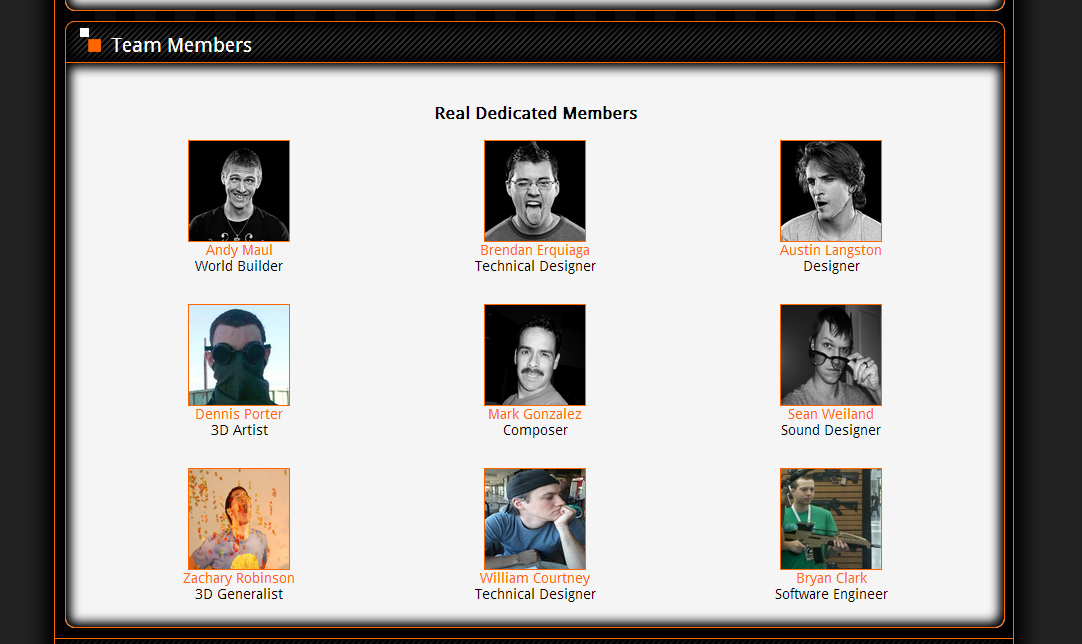 Team Members
Real Dedicated Members
Andy Maul
World Builder
Brendan Erquiaga
Technical Designer
Austin Langston
Designer
Dennis Porter
3D Artist
Mark Gonzalez
Composer
Sean Weiland
Sound Designer
Zachary Robinson
3D Generalist
William Courtney
Technical Designer
Bryan Clark
Software Engineer